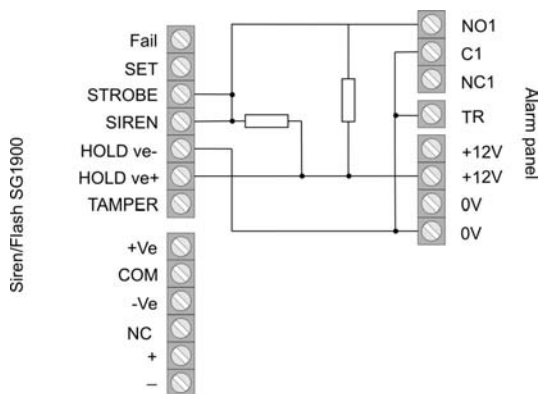 Siren/Flash SG1900
Fail
SET
STROBE
SIREN
HOLD ve-
HOLD ve+
TAMPER
+Ve
COM
-Ve
NC
+
–
NO1
C1
NC1
TR
+12V
+12V
0V
0V
Alarm panel